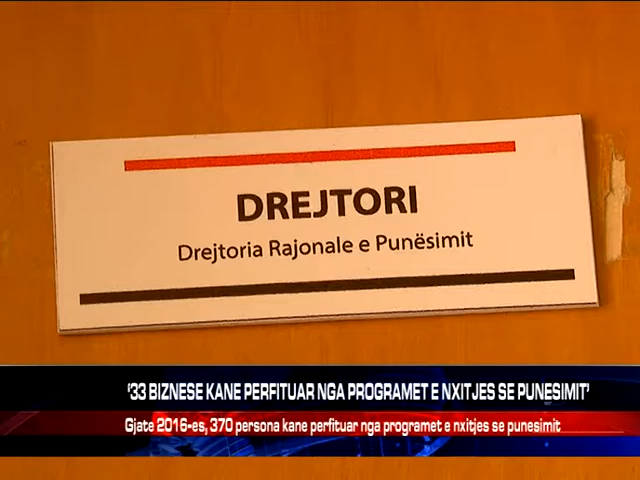 DREJTORI
Drejtoria Rajonale e Punësimit
'33 BIZNESE KANE PERFITUAR NGA PROGRAMET E NXITJES SE PUNESIMIT'
Gjate 2016-es, 370 persona kane perfituar nga programet e nxitjes se punesimit